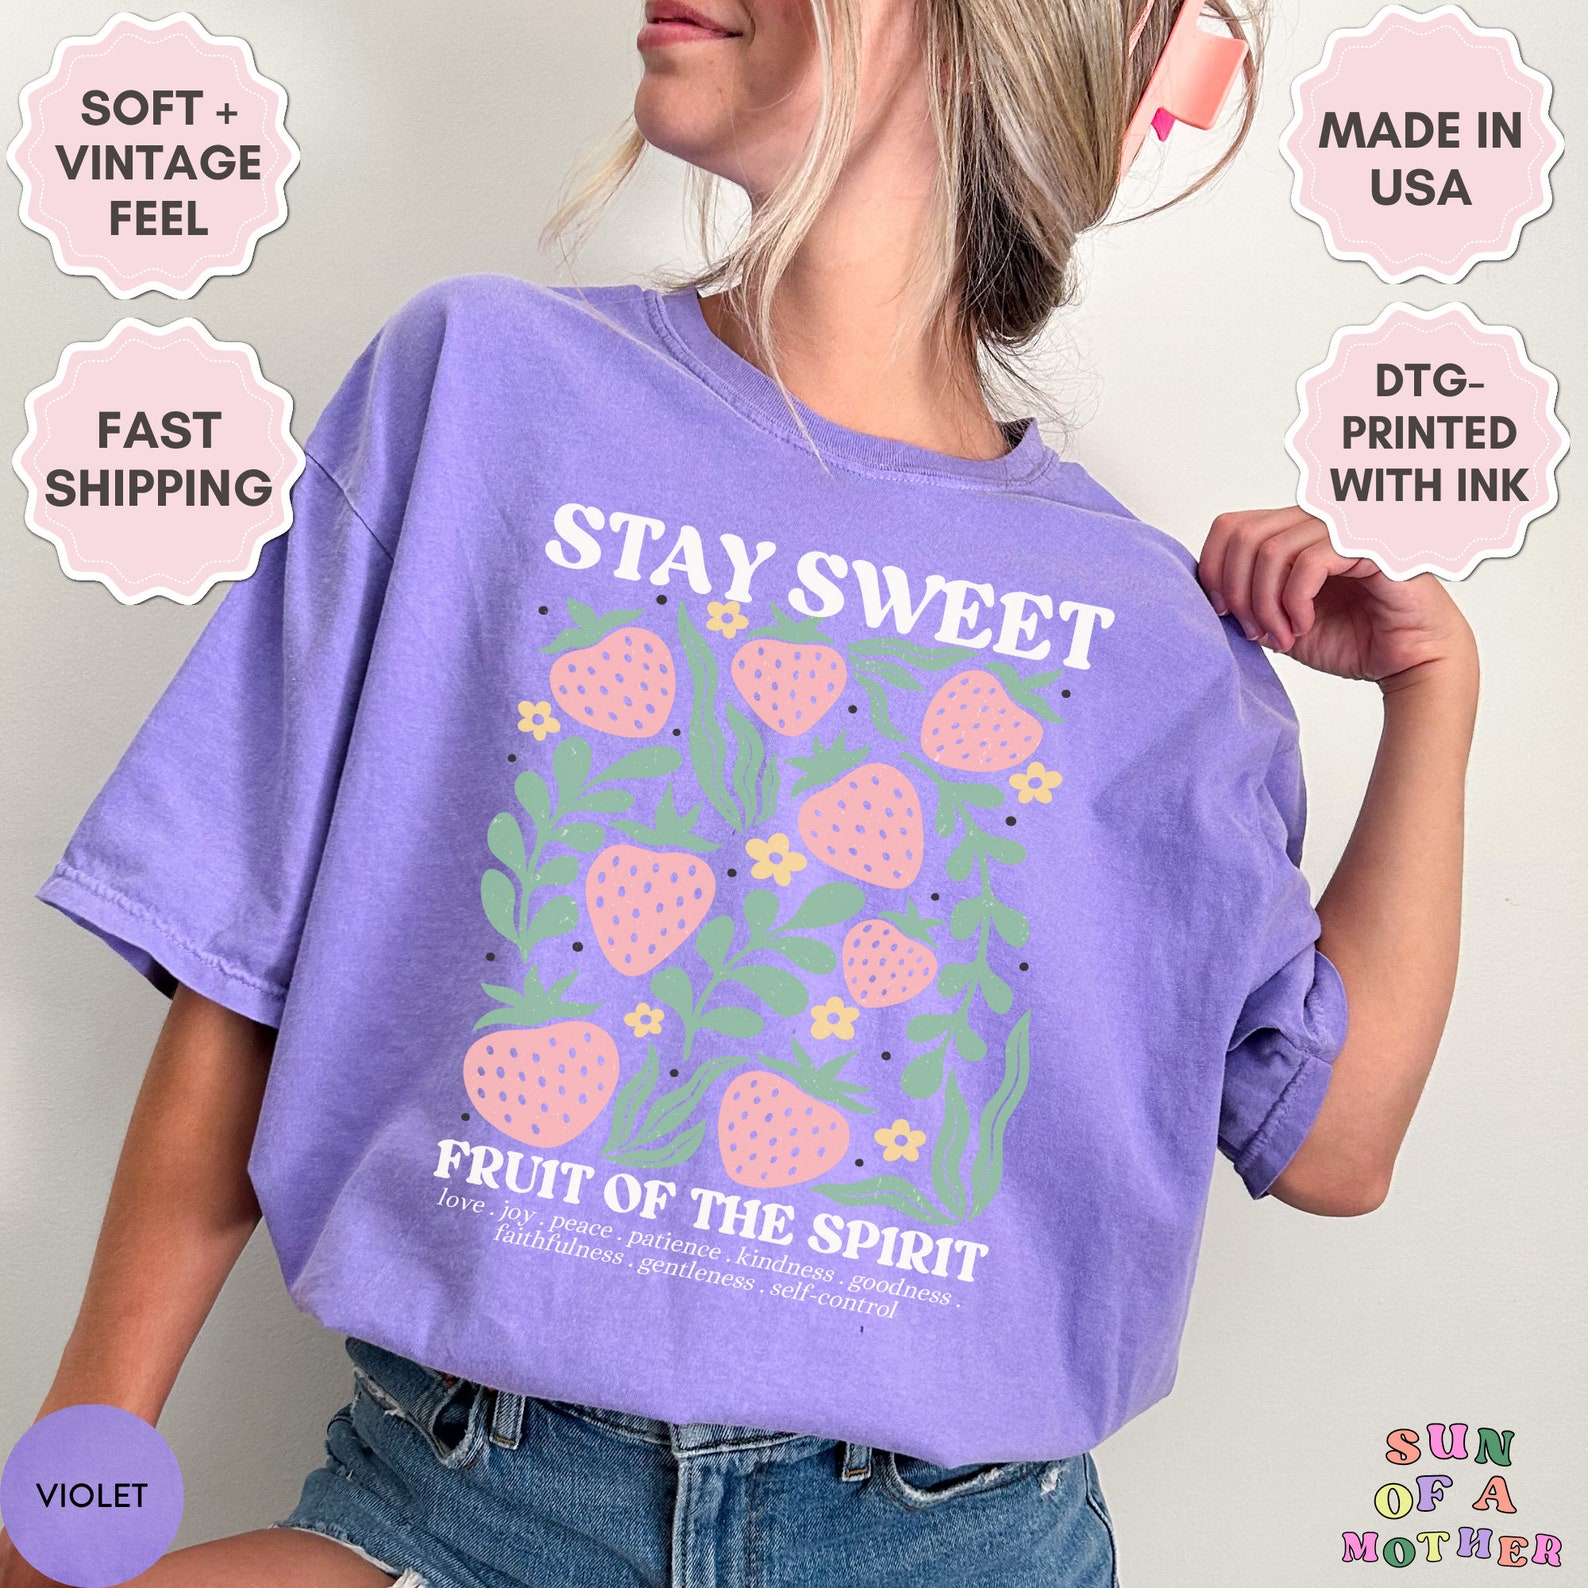 SOFT +
VINTAGE
FEEL
MADE IN
USA
FAST
SHIPPING
DTG-
PRINTED
WITH INK
STAY SWEET
FRUIT OF THE SPIRIT
love . joy . peace . patience . kindness . goodness .
faithfulness . gentleness . self-control
VIOLET
SUN
OF A
MOTHER